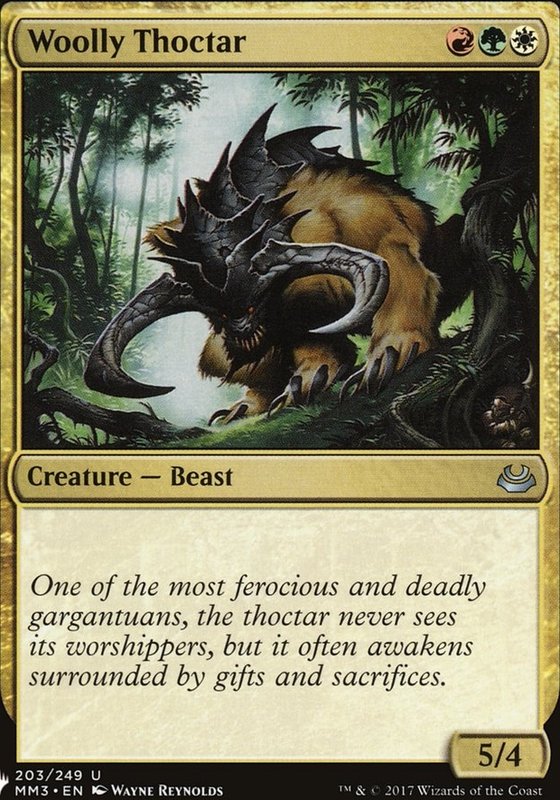 Woolly Thoctar
Creature — Beast
One of the most ferocious and deadly
gargantuans, the thoctar never sees
its worshippers, but it often awakens
surrounded by gifts and sacrifices.
5/4
203/249 U
MM3 • EN Wayne Reynolds
™ & © 2017 Wizards of the Coast